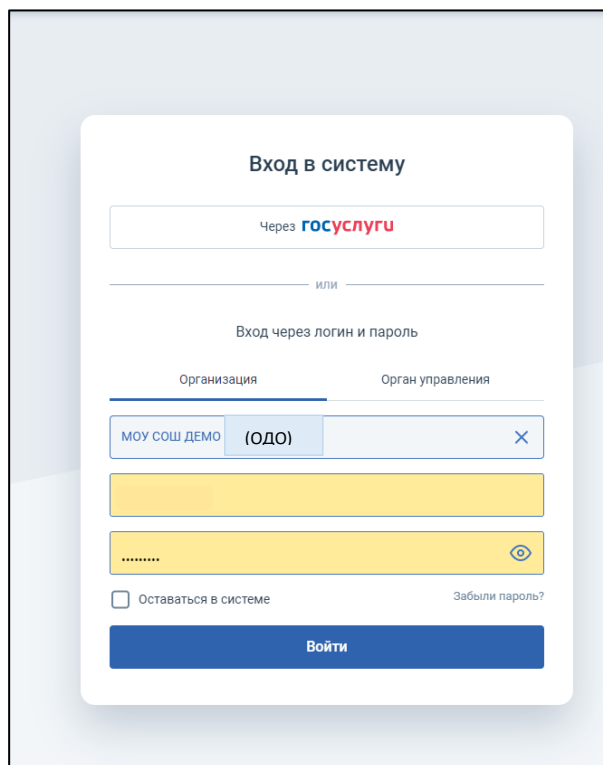 Вход в систему
Через госуслуги
или
Вход через логин и пароль
Организация Орган управления
МОУ СОШ ДЕМО (ОДО)
.........
Оставаться в системе Забыли пароль?
Войти